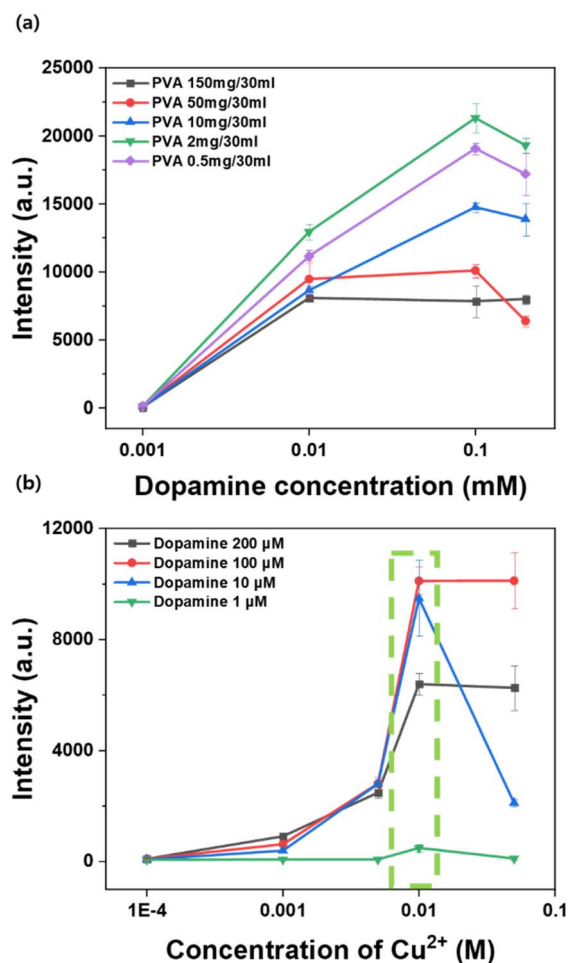 (a)
25000
20000
15000
10000
5000
0
Intensity (a.u.)
PVA 150mg/30ml
PVA 50mg/30ml
PVA 10mg/30ml
PVA 2mg/30ml
PVA 0.5mg/30ml
0.001
0.01
0.1
Dopamine concentration (mM)
(b)
12000
8000
4000
0
Intensity (a.u.)
Dopamine 200 µM
Dopamine 100 µM
Dopamine 10 µM
Dopamine 1 µM
1E-4
0.001
0.01
0.1
Concentration of Cu²⁺ (M)